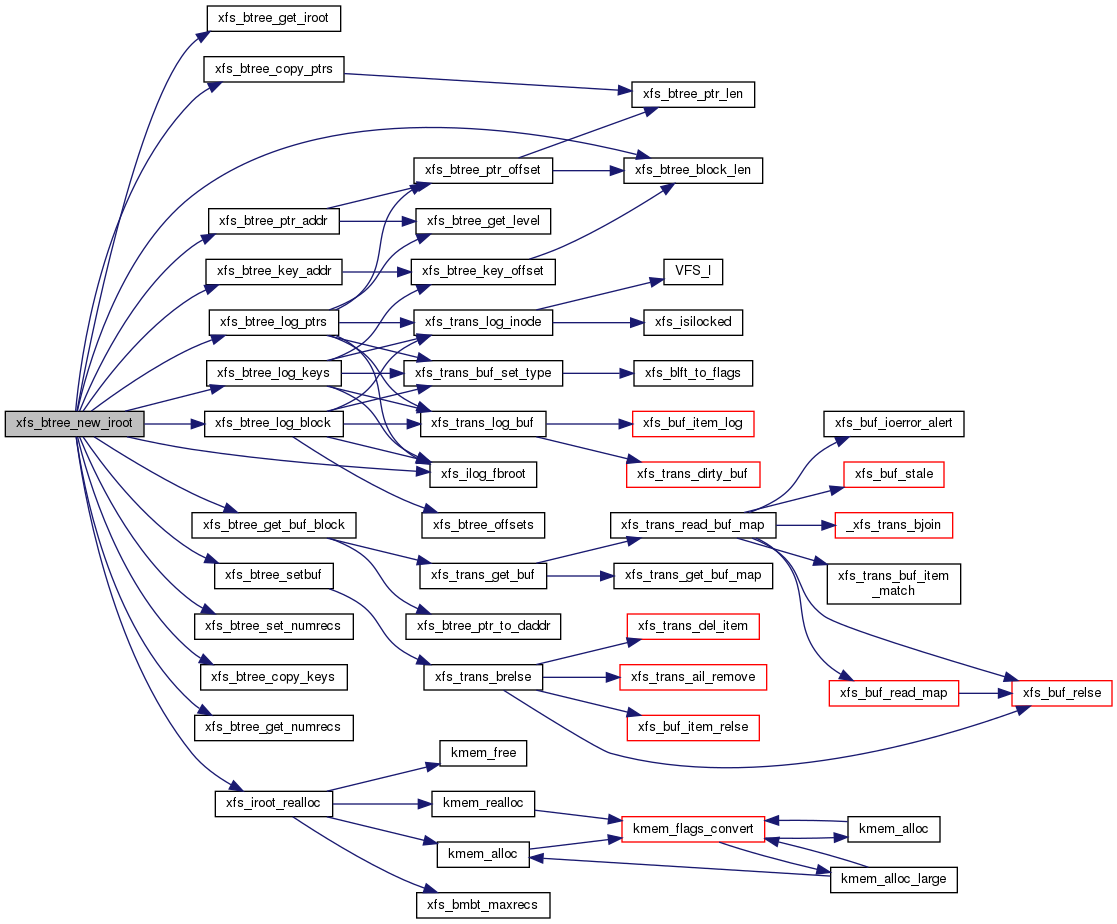 xfs_btree_get_iroot
xfs_btree_copy_ptrs
xfs_btree_ptr_len
xfs_btree_ptr_offset
xfs_btree_block_len
xfs_btree_ptr_addr
xfs_btree_get_level
xfs_btree_key_addr
xfs_btree_key_offset
VFS_I
xfs_btree_log_ptrs
xfs_trans_log_inode
xfs_isilocked
xfs_btree_log_keys
xfs_trans_buf_set_type
xfs_blft_to_flags
xfs_btree_new_iroot
xfs_btree_log_block
xfs_trans_log_buf
xfs_buf_item_log
xfs_buf_ioerror_alert
xfs_ilog_fbroot
xfs_trans_dirty_buf
xfs_buf_stale
xfs_btree_get_buf_block
xfs_btree_offsets
xfs_trans_read_buf_map
_xfs_trans_bjoin
xfs_btree_setbuf
xfs_trans_get_buf
xfs_trans_get_buf_map
xfs_trans_buf_item
_match
xfs_btree_set_numrecs
xfs_btree_ptr_to_daddr
xfs_trans_del_item
xfs_btree_copy_keys
xfs_trans_brelse
xfs_trans_ail_remove
xfs_buf_read_map
xfs_buf_relse
xfs_btree_get_numrecs
xfs_buf_item_relse
kmem_free
xfs_iroot_realloc
kmem_realloc
kmem_flags_convert
kmem_alloc
kmem_alloc
kmem_alloc_large
xfs_bmbt_maxrecs